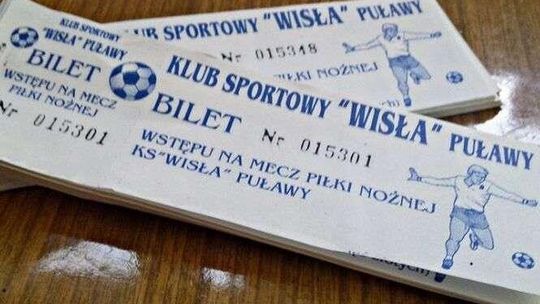 KLUB SPORTOWY
"WISŁA" PUŁAWY
KLUB SPORTOWY "WISŁA" PUŁAWY
Nr 015348
PIŁKI NOŻNEJ
BILET
WSTĘPU NA MECZ
PIŁKI NOŻNEJ
Nr 015301
KLUB SPORTOWY "WISŁA" PUŁAWY
BILET Nr 015301
WSTĘPU NA MECZ PIŁKI NOŻNEJ
KS"WISŁA" PUŁAWY